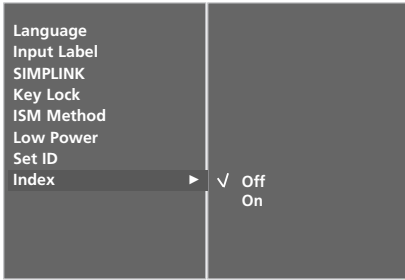 Language
Input Label
SIMPLINK
Key Lock
ISM Method
Low Power
Set ID
Index ► √ Off
On